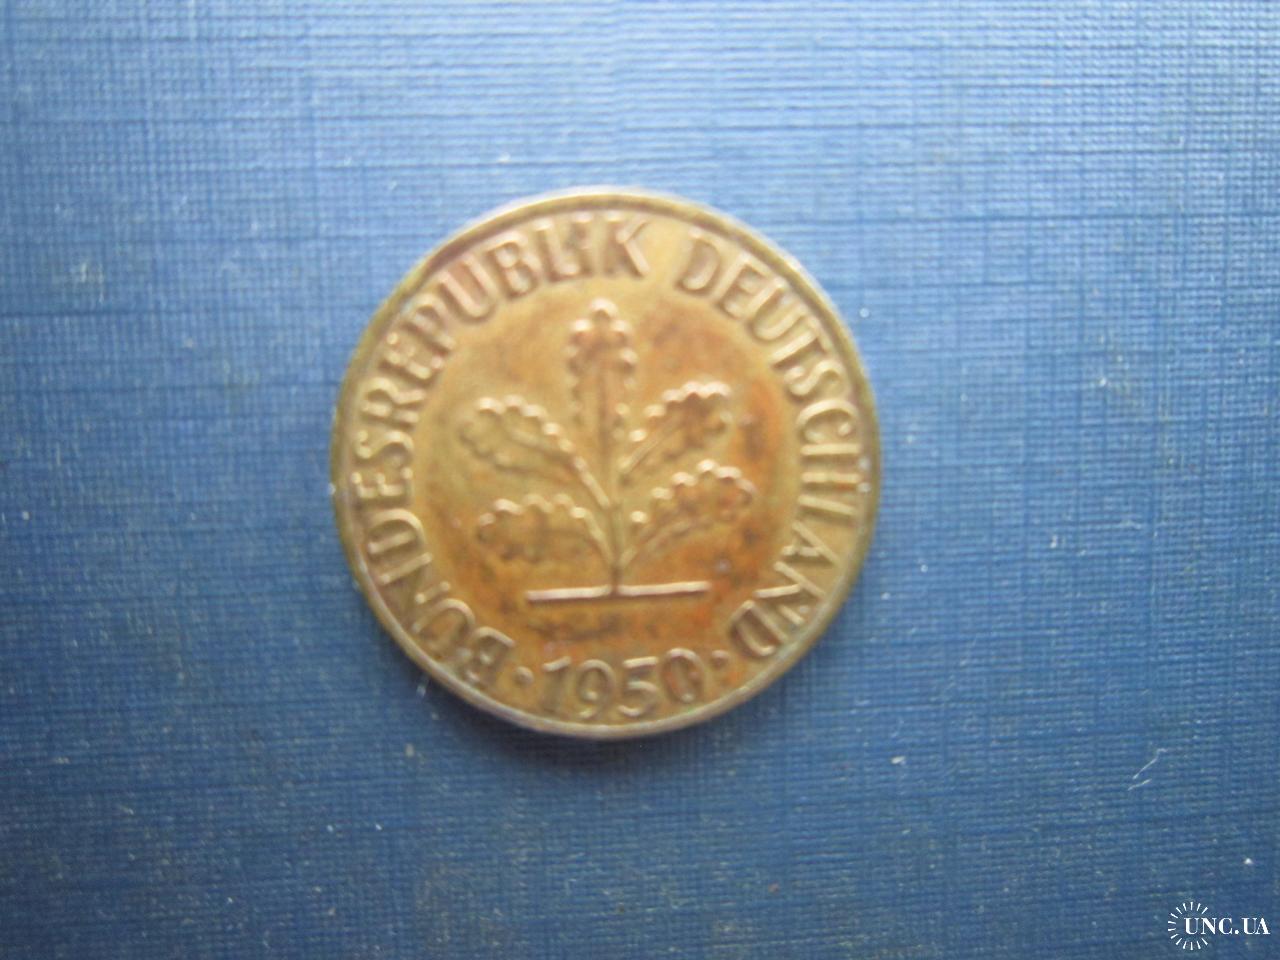 BUNDESREPUBLIK DEUTSCHLAND
· 1950 ·
UNC.UA